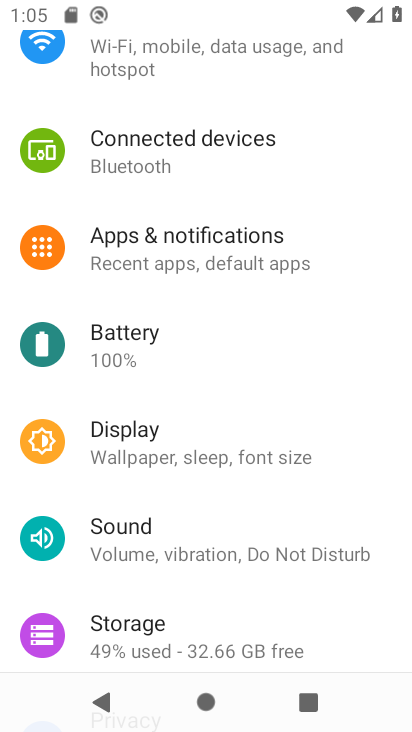 1:05
Wi-Fi, mobile, data usage, and
hotspot
Connected devices
Bluetooth
Apps & notifications
Recent apps, default apps
Battery
100%
Display
Wallpaper, sleep, font size
Sound
Volume, vibration, Do Not Disturb
Storage
49% used - 32.66 GB free
Privacy